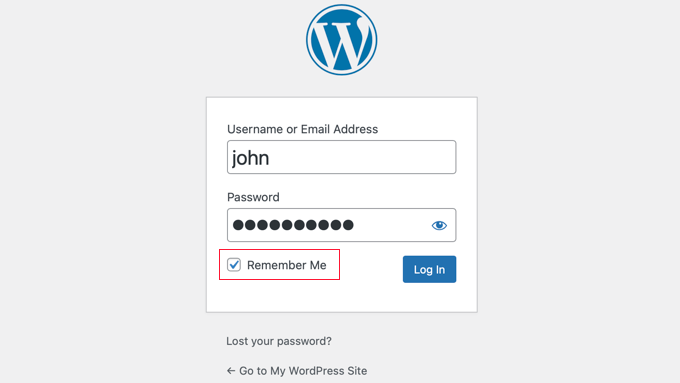 Username or Email Address
john
Password
Remember Me
Log In
Lost your password?
← Go to My WordPress Site